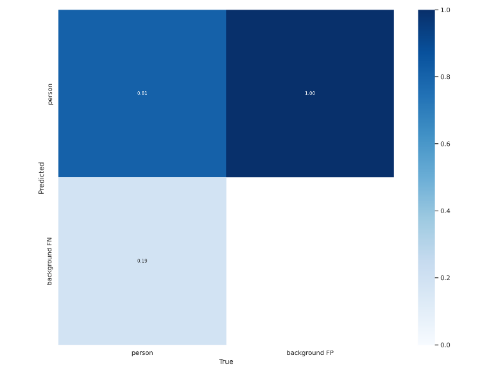 1.0
person
0.81
1.00
0.8
0.6
Predicted
0.4
background FN
0.19
0.2
0.0
person
background FP
True